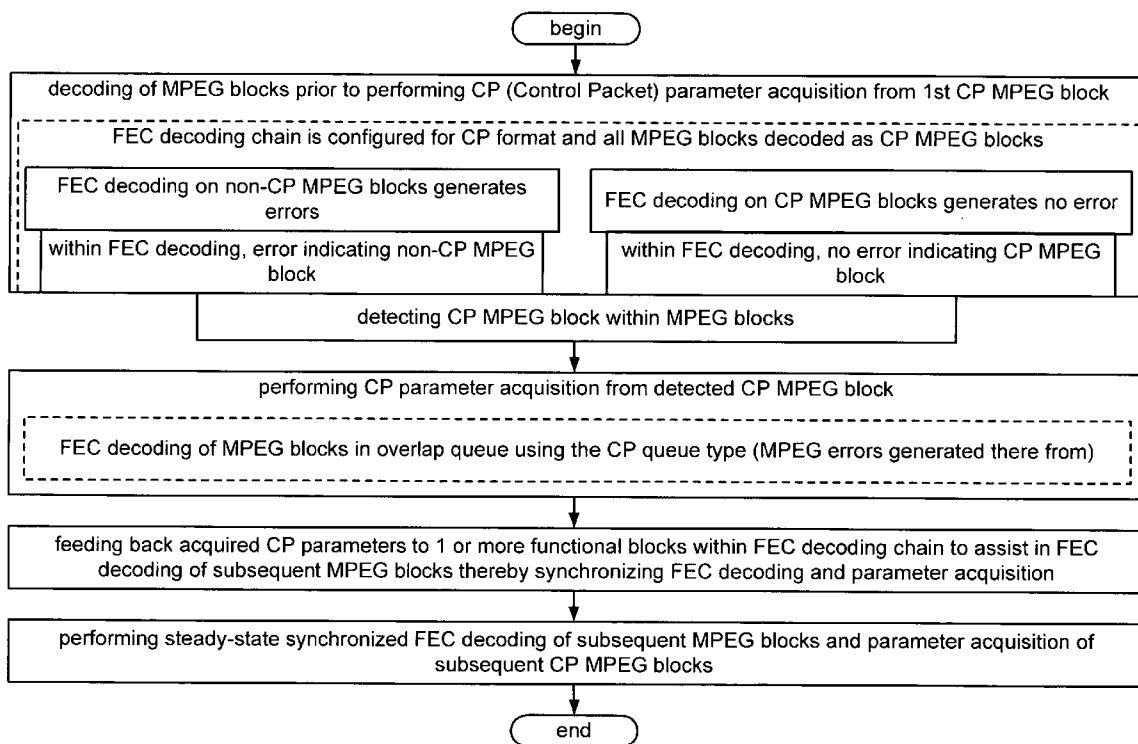 begin
decoding of MPEG blocks prior to performing CP (Control Packet) parameter acquisition from 1st CP MPEG block
FEC decoding chain is configured for CP format and all MPEG blocks decoded as CP MPEG blocks
FEC decoding on non-CP MPEG blocks generates
errors
within FEC decoding, error indicating non-CP MPEG
block
FEC decoding on CP MPEG blocks generates no error
within FEC decoding, no error indicating CP MPEG
block
detecting CP MPEG block within MPEG blocks
performing CP parameter acquisition from detected CP MPEG block
FEC decoding of MPEG blocks in overlap queue using the CP queue type (MPEG errors generated there from)
feeding back acquired CP parameters to 1 or more functional blocks within FEC decoding chain to assist in FEC
decoding of subsequent MPEG blocks thereby synchronizing FEC decoding and parameter acquisition
performing steady-state synchronized FEC decoding of subsequent MPEG blocks and parameter acquisition of
subsequent CP MPEG blocks
end